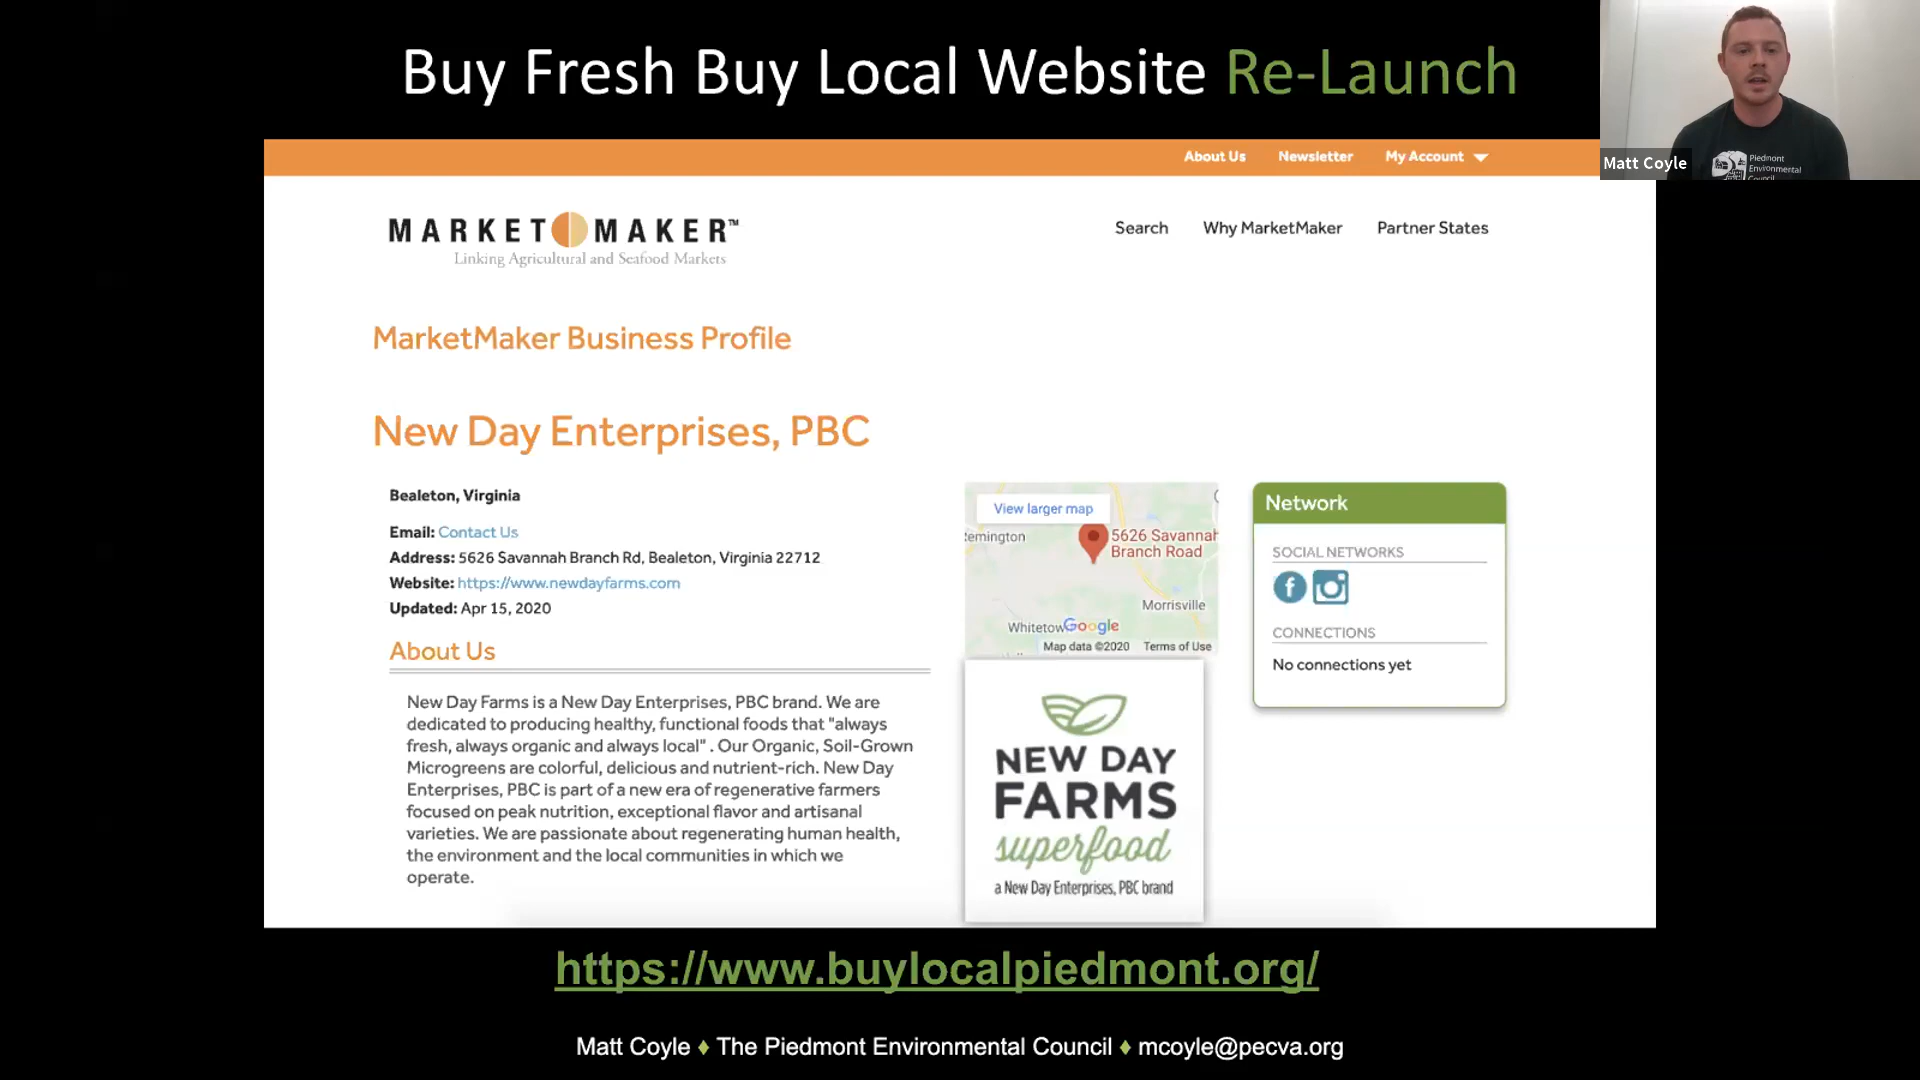 Buy Fresh Buy Local Website Re-Launch
Matt Coyle
Piedmont
Environmental
Council
About Us Newsletter My Account
MARKET MAKER™
Linking Agricultural and Seafood Markets
Search Why MarketMaker Partner States
MarketMaker Business Profile
New Day Enterprises, PBC
Bealeton, Virginia
Email: Contact Us
Address: 5626 Savannah Branch Rd, Bealeton, Virginia 22712
Website: https://www.newdayfarms.com
Updated: Apr 15, 2020
About Us
New Day Farms is a New Day Enterprises, PBC brand. We are
dedicated to producing healthy, functional foods that "always
fresh, always organic and always local" . Our Organic, Soil-Grown
Microgreens are colorful, delicious and nutrient-rich. New Day
Enterprises, PBC is part of a new era of regenerative farmers
focused on peak nutrition, exceptional flavor and artisanal
varieties. We are passionate about regenerating human health,
the environment and the local communities in which we
operate.
View larger map
emington
5626 Savannah
Branch Road
Morrisville
Whitetow
Google
Map data ©2020 Terms of Use
NEW DAY
FARMS
superfood
a New Day Enterprises, PBC brand
Network
SOCIAL NETWORKS
CONNECTIONS
No connections yet
https://www.buylocalpiedmont.org/
Matt Coyle ♦ The Piedmont Environmental Council ♦ mcoyle@pecva.org